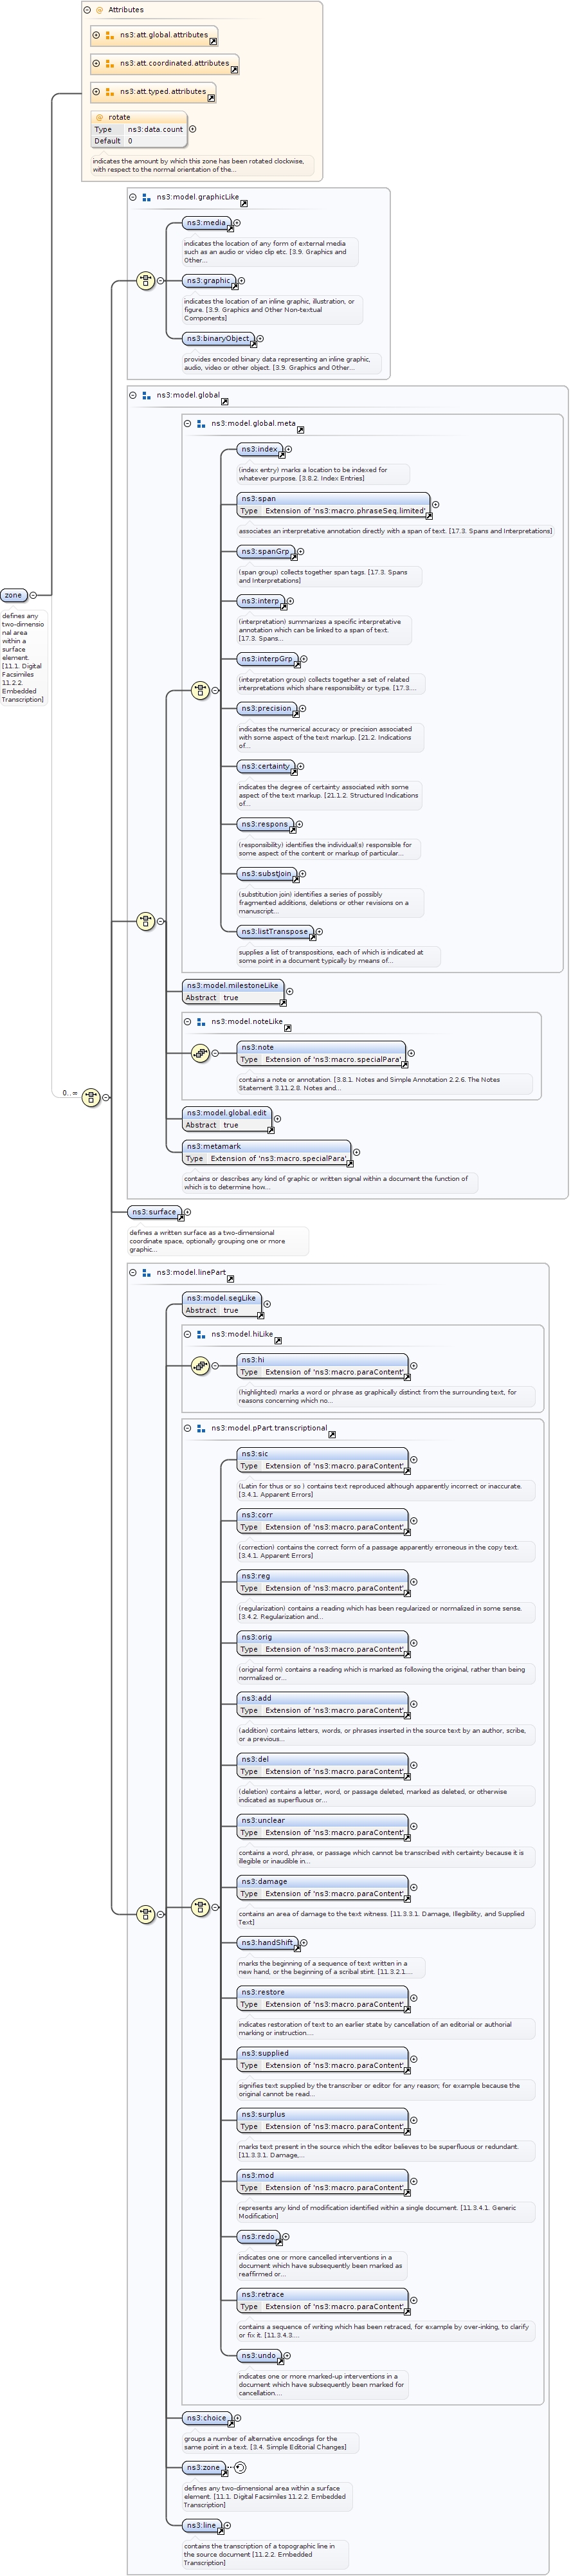 Attributes
ns3:att.global.attributes
ns3:att.coordinated.attributes
ns3:att.typed.attributes
rotate
Type ns3:data.count
Default 0
indicates the amount by which this zone has been rotated clockwise,
with respect to the normal orientation of the...
ns3:model.graphicLike
ns3:media
indicates the location of any form of external media
such as an audio or video clip etc. [3.9. Graphics and
Other...
ns3:graphic
indicates the location of an inline graphic, illustration, or
figure. [3.9. Graphics and Other Non-textual
Components]
ns3:binaryObject
provides encoded binary data representing an inline graphic,
audio, video or other object. [3.9. Graphics and Other...
ns3:model.global
ns3:model.global.meta
ns3:index
(index entry) marks a location to be indexed for
whatever purpose. [3.8.2. Index Entries]
ns3:span
Type Extension of 'ns3:macro.phraseSeq.limited'
associates an interpretative annotation directly with a span of text. [17.3. Spans and Interpretations]
ns3:spanGrp
(span group) collects together span tags. [17.3. Spans
and Interpretations]
ns3:interp
(interpretation) summarizes a specific interpretative
annotation which can be linked to a span of text.
[17.3. Spans...
ns3:interpGrp
(interpretation group) collects together a set of related
interpretations which share responsibility or type. [17.3....
ns3:precision
indicates the numerical accuracy or precision associated
with some aspect of the text markup. [21.2. Indications
of...
ns3:certainty
indicates the degree of certainty associated with some
aspect of the text markup. [21.1.2. Structured Indications
of...
ns3:respons
(responsibility) identifies the individual(s) responsible for
some aspect of the content or markup of particular...
ns3:substJoin
(substitution join) identifies a series of possibly
fragmented additions, deletions or other revisions on a
manuscript...
ns3:listTranspose
supplies a list of transpositions, each of which is indicated at
some point in a document typically by means of...
zone
defines any
two-dimensio
nal area
within a
surface
element.
[11.1. Digital
Facsimiles
11.2.2.
Embedded
Transcription]
0..∞
ns3:model.milestoneLike
Abstract true
ns3:model.noteLike
ns3:note
Type Extension of 'ns3:macro.specialPara'
contains a note or annotation. [3.8.1. Notes and Simple Annotation 2.2.6. The Notes
Statement 3.11.2.8. Notes and...
ns3:model.global.edit
Abstract true
ns3:metamark
Type Extension of 'ns3:macro.specialPara'
contains or describes any kind of graphic or written signal within a document the function of
which is to determine how...
ns3:surface
defines a written surface as a two-dimensional
coordinate space, optionally grouping one or more
graphic...
ns3:model.linePart
ns3:model.segLike
Abstract true
ns3:model.hiLike
ns3:hi
Type Extension of 'ns3:macro.paraContent'
(highlighted) marks a word or phrase as graphically distinct from the surrounding text, for
reasons concerning which no...
ns3:model.pPart.transcriptional
ns3:sic
Type Extension of 'ns3:macro.paraContent'
(Latin for thus or so ) contains text reproduced although apparently incorrect or inaccurate.
[3.4.1. Apparent Errors]
ns3:corr
Type Extension of 'ns3:macro.paraContent'
(correction) contains the correct form of a passage apparently erroneous in the copy text.
[3.4.1. Apparent Errors]
ns3:reg
Type Extension of 'ns3:macro.paraContent'
(regularization) contains a reading which has been regularized or normalized in some sense.
[3.4.2. Regularization and...
ns3:orig
Type Extension of 'ns3:macro.paraContent'
(original form) contains a reading which is marked as following the original, rather than being
normalized or...
ns3:add
Type Extension of 'ns3:macro.paraContent'
(addition) contains letters, words, or phrases inserted in the source text by an author, scribe,
or a previous...
ns3:del
Type Extension of 'ns3:macro.paraContent'
(deletion) contains a letter, word, or passage deleted, marked as deleted, or otherwise
indicated as superfluous or...
ns3:unclear
Type Extension of 'ns3:macro.paraContent'
contains a word, phrase, or passage which cannot be transcribed with certainty because it is
illegible or inaudible in...
ns3:damage
Type Extension of 'ns3:macro.paraContent'
contains an area of damage to the text witness. [11.3.3.1. Damage, Illegibility, and Supplied
Text]
ns3:handShift
marks the beginning of a sequence of text written in a
new hand, or the beginning of a scribal stint. [11.3.2.1....
ns3:restore
Type Extension of 'ns3:macro.paraContent'
indicates restoration of text to an earlier state by cancellation of an editorial or authorial
marking or instruction....
ns3:supplied
Type Extension of 'ns3:macro.paraContent'
signifies text supplied by the transcriber or editor for any reason; for example because the
original cannot be read...
ns3:surplus
Type Extension of 'ns3:macro.paraContent'
marks text present in the source which the editor believes to be superfluous or redundant.
[11.3.3.1. Damage,...
ns3:mod
Type Extension of 'ns3:macro.paraContent'
represents any kind of modification identified within a single document. [11.3.4.1. Generic
Modification]
ns3:redo
indicates one or more cancelled interventions in a
document which have subsequently been marked as
reaffirmed or...
ns3:retrace
Type Extension of 'ns3:macro.paraContent'
contains a sequence of writing which has been retraced, for example by over-inking, to clarify
or fix it. [11.3.4.3....
ns3:undo
indicates one or more marked-up interventions in a
document which have subsequently been marked for
cancellation....
ns3:choice
groups a number of alternative encodings for the
same point in a text. [3.4. Simple Editorial Changes]
ns3:zone
defines any two-dimensional area within a surface
element. [11.1. Digital Facsimiles 11.2.2. Embedded
Transcription]
ns3:line
contains the transcription of a topographic line in
the source document [11.2.2. Embedded
Transcription]